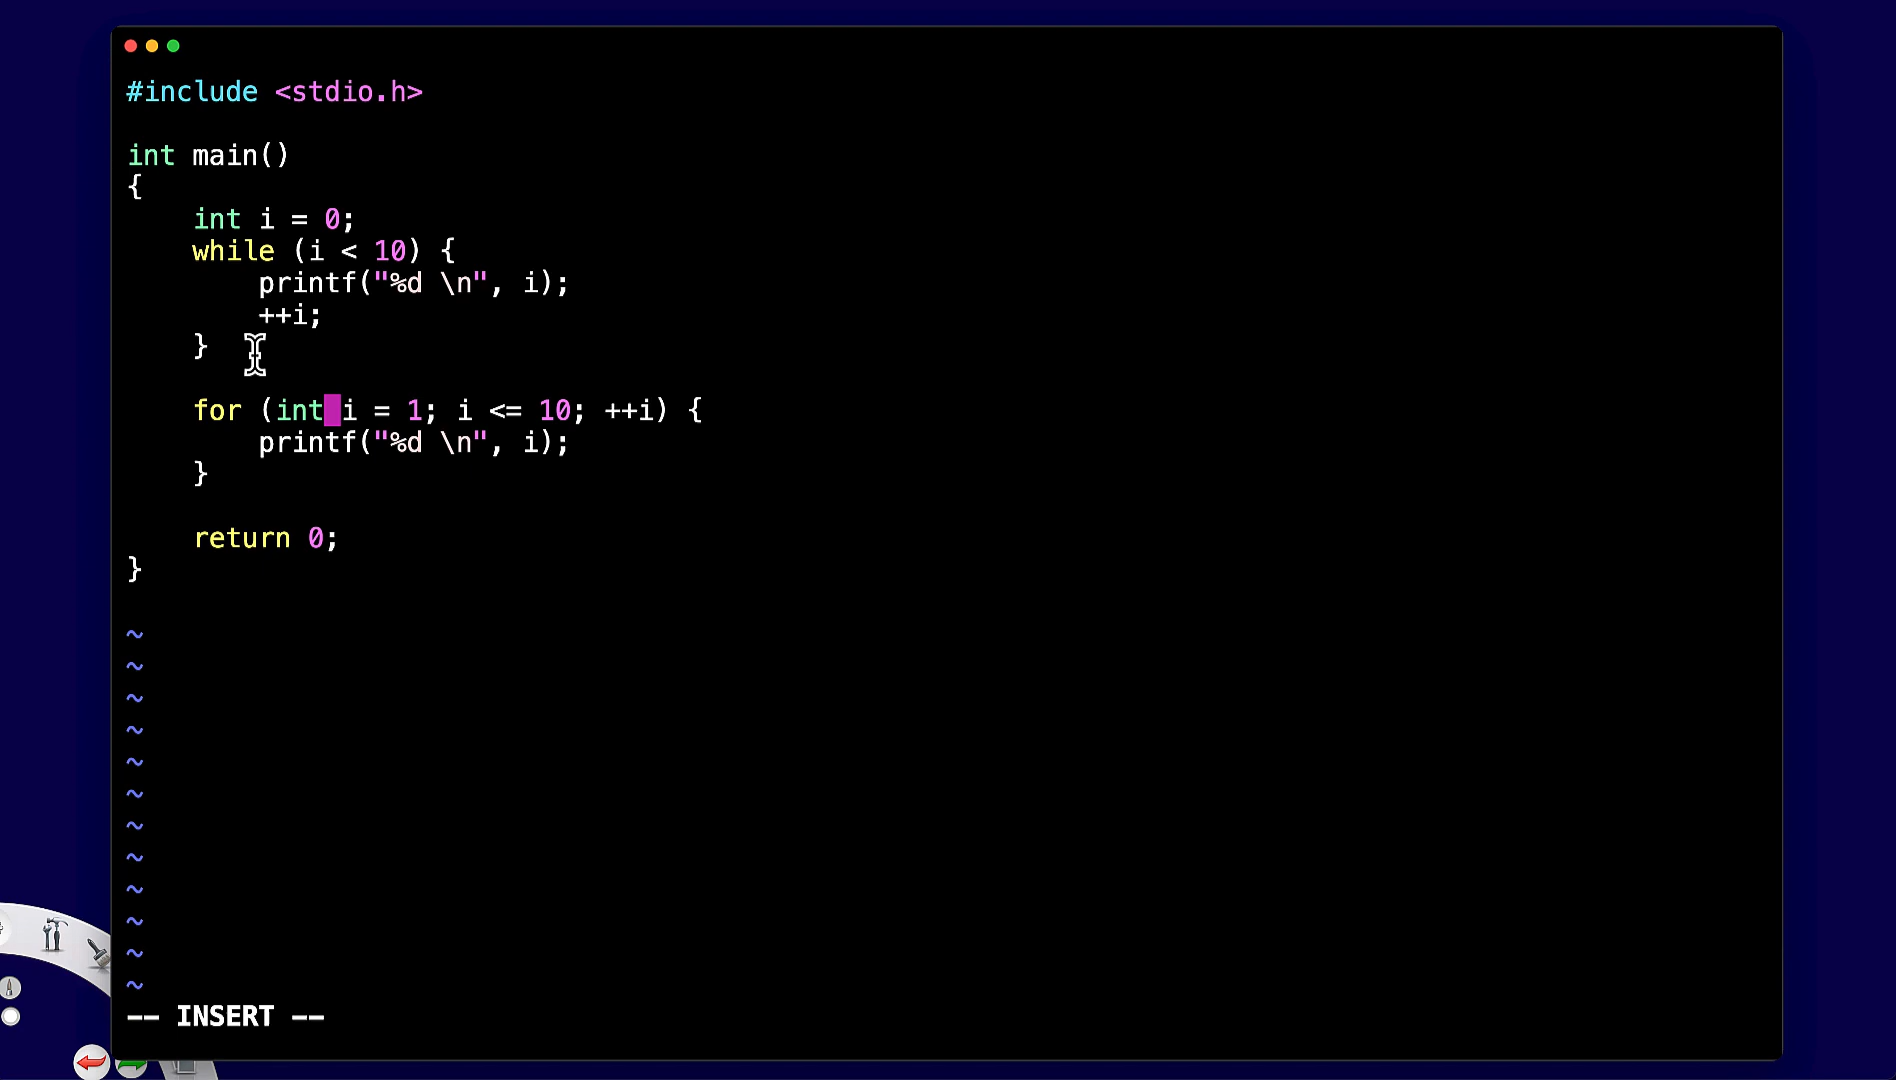 #include <stdio.h>
int main()
{
    int i = 0;
    while (i < 10) {
        printf("%d \n", i);
        ++i;
    }
    for (int i = 1; i <= 10; ++i) {
        printf("%d \n", i);
    }
    return 0;
}
~
~
~
~
~
~
~
~
~
~
~
~
-- INSERT --